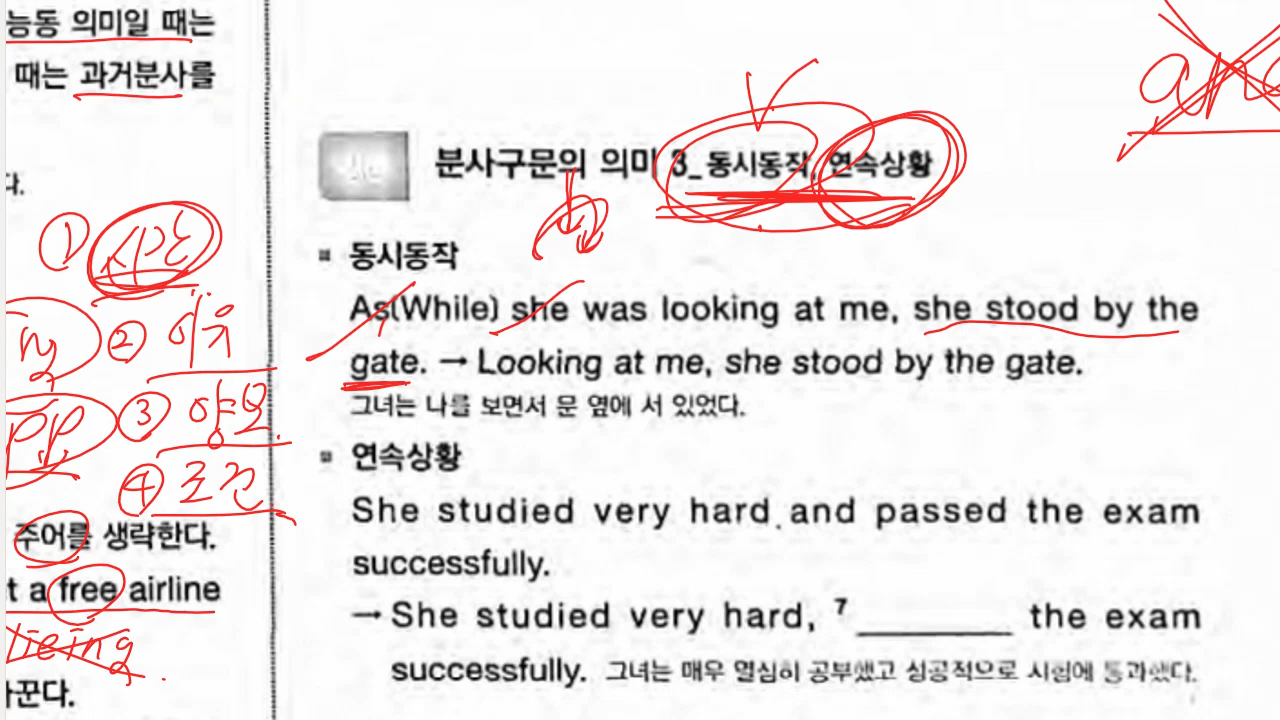 능동 의미일 때는
때는 과거분사를
다.
① 시간
ng ② 이유
pp ③ 양보
④ 조건
주어를 생략한다.
t a free airline
바꾼다.
분사구문의 의미 3_동시동작, 연속상황
동시동작
As(While) she was looking at me, she stood by the
gate. → Looking at me, she stood by the gate.
그녀는 나를 보면서 문 옆에 서 있었다.
연속상황
She studied very hard and passed the exam
successfully.
→ She studied very hard, 7 ________ the exam
successfully. 그녀는 매우 열심히 공부했고 성공적으로 시험에 통과했다.